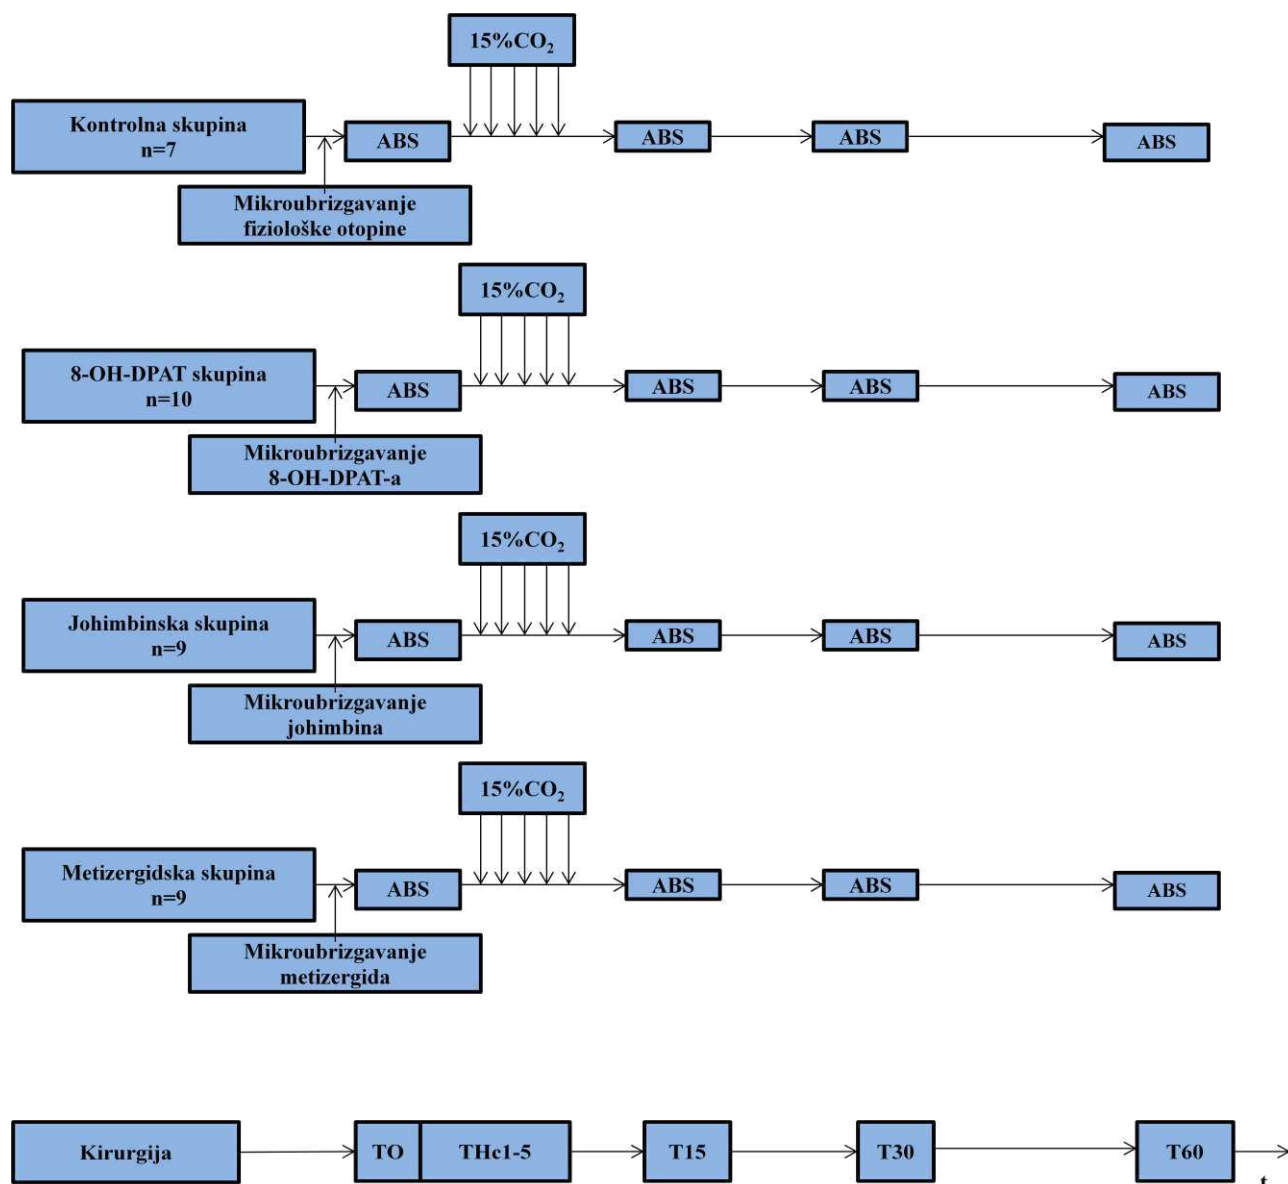 15%CO₂
Kontrolna skupina
n=7
ABS
ABS
ABS
ABS
Mikroubrizgavanje
fiziološke otopine
15%CO₂
8-OH-DPAT skupina
n=10
ABS
ABS
ABS
ABS
Mikroubrizgavanje
8-OH-DPAT-a
15%CO₂
Johimbinska skupina
n=9
ABS
ABS
ABS
ABS
Mikroubrizgavanje
johimbina
15%CO₂
Metizergidska skupina
n=9
ABS
ABS
ABS
ABS
Mikroubrizgavanje
metizergida
Kirurgija
TO
THc1-5
T15
T30
T60
t